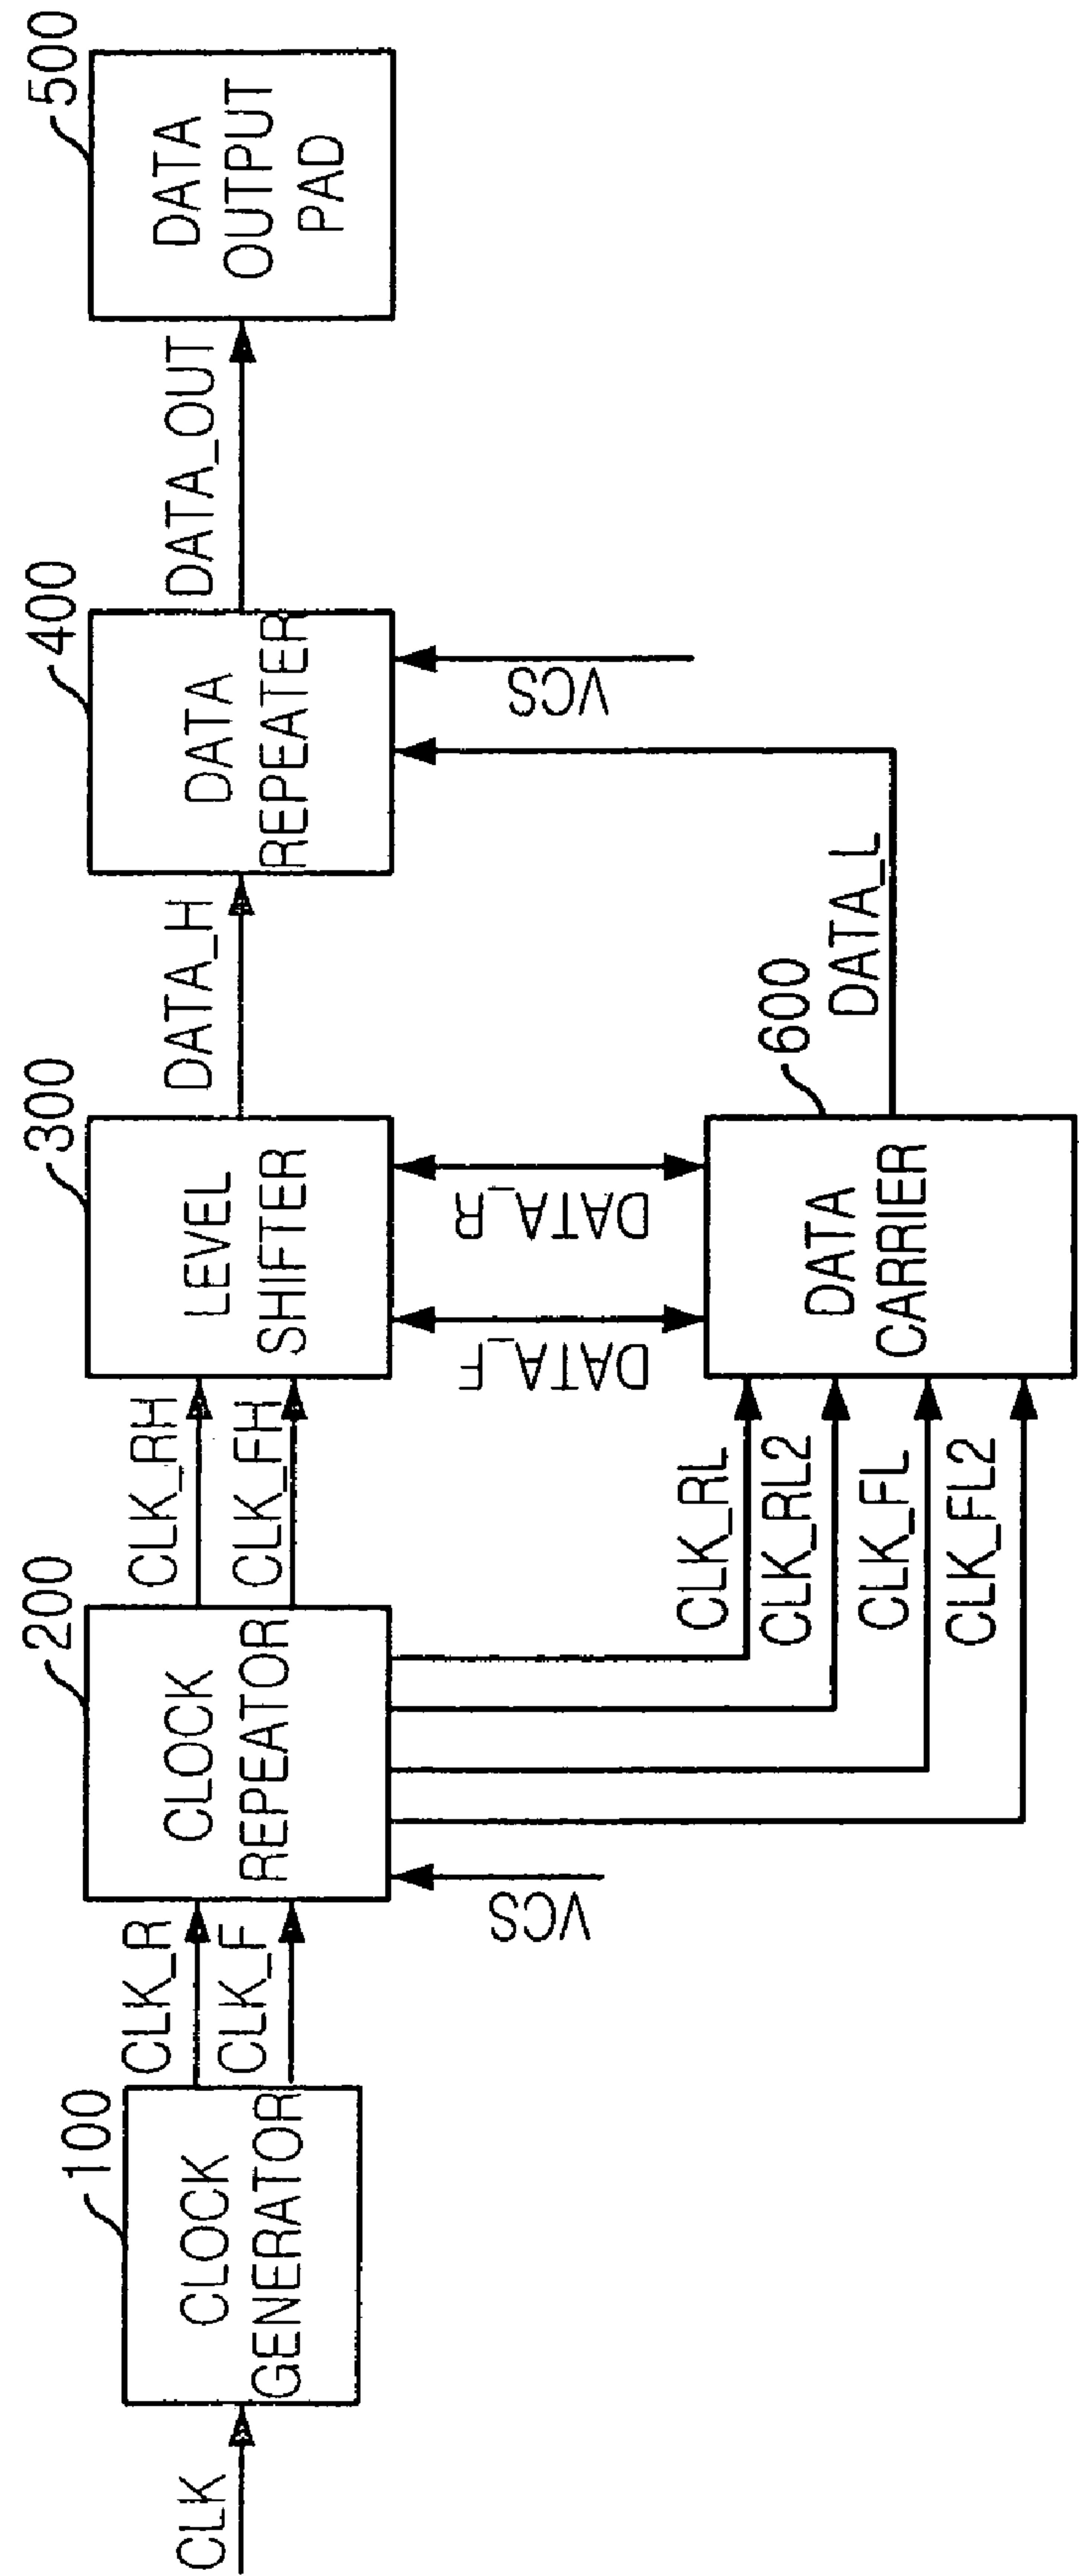 CLK
100
CLOCK
GENERATOR
CLK_R
CLK_F
200
CLOCK
REPEATOR
VCS
CLK_RH
CLK_FH
CLK_RL
CLK_RL2
CLK_FL
CLK_FL2
300
LEVEL
SHIFTER
DATA_F
DATA_R
600
DATA
CARRIER
DATA_H
DATA_L
400
DATA
REPEATER
VCS
DATA_OUT
500
DATA
OUTPUT
PAD